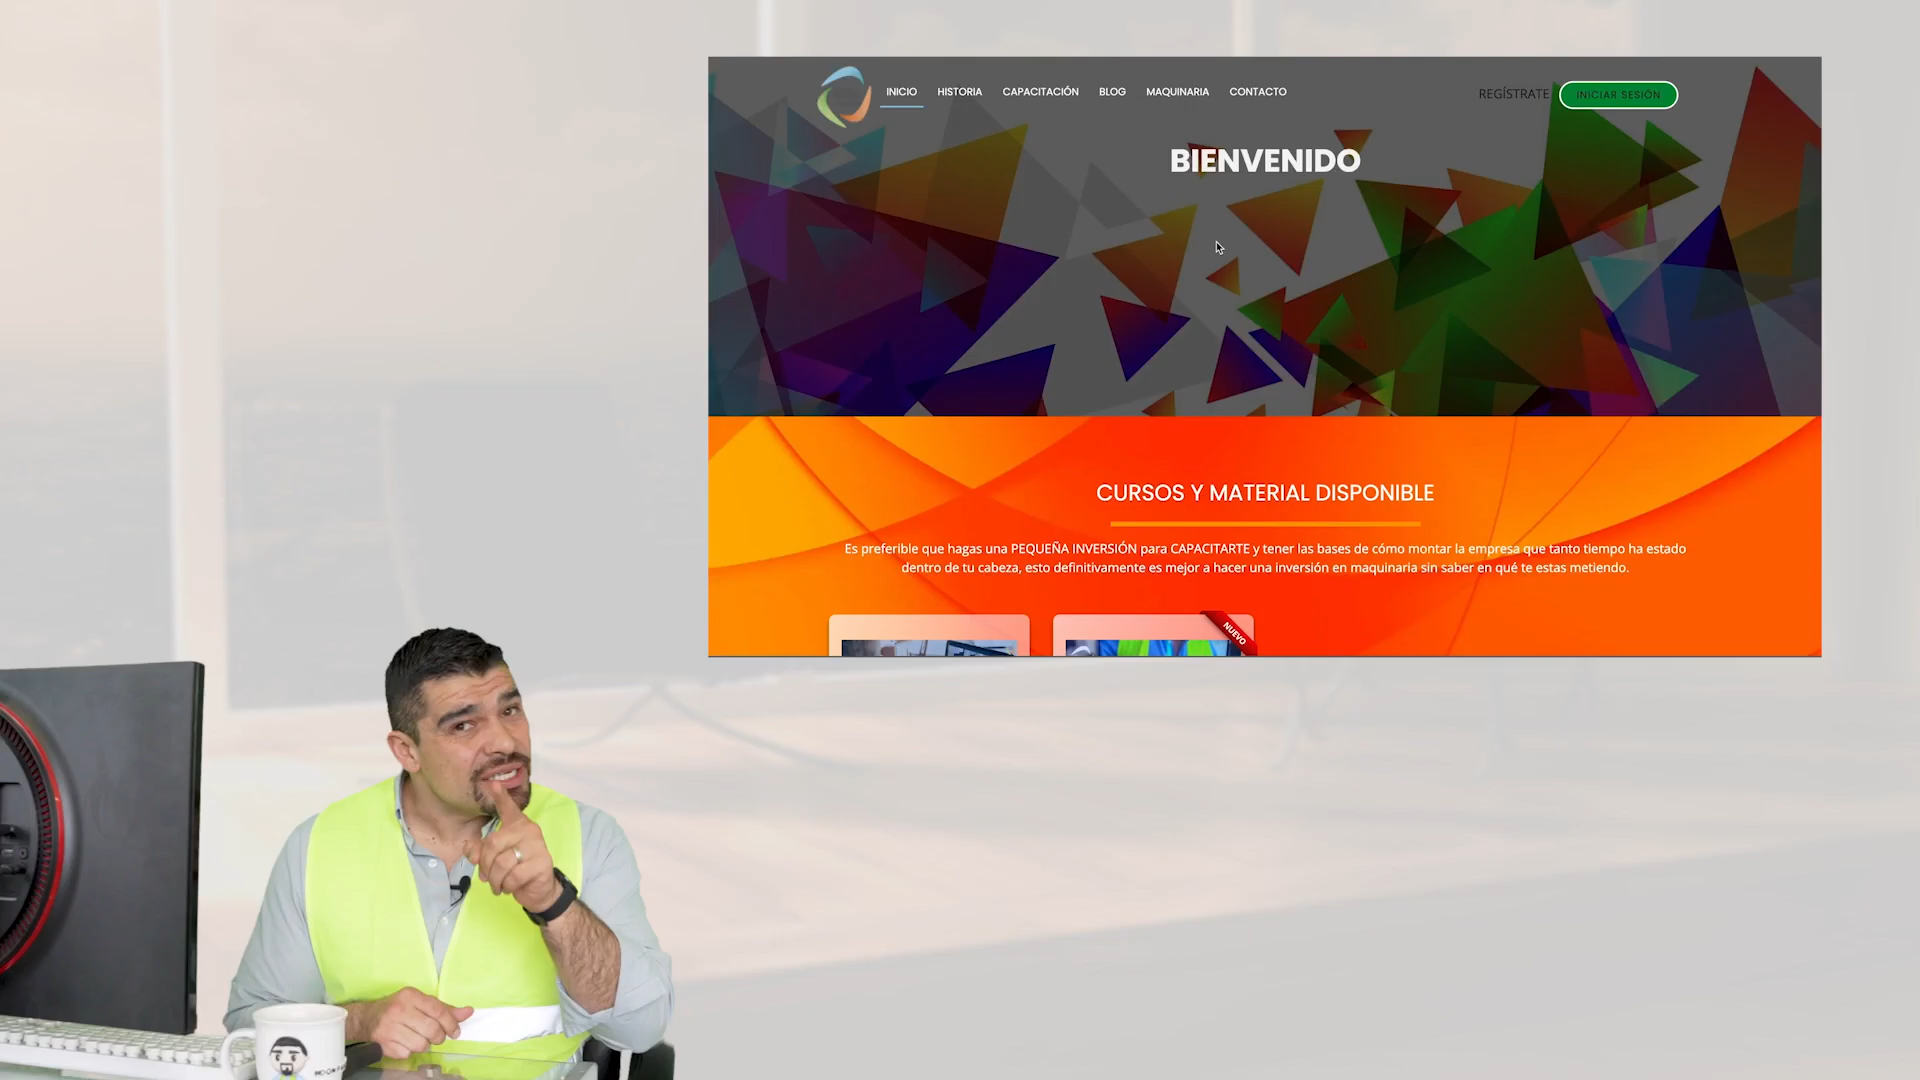 INICIO HISTORIA CAPACITACIÓN BLOG MAQUINARIA CONTACTO
REGÍSTRATE INICIAR SESIÓN
BIENVENIDO
CURSOS Y MATERIAL DISPONIBLE
Es preferible que hagas una PEQUEÑA INVERSIÓN para CAPACITARTE y tener las bases de cómo montar la empresa que tanto tiempo ha estado
dentro de tu cabeza, esto definitivamente es mejor a hacer una inversión en maquinaria sin saber en qué te estas metiendo.
NUEVO